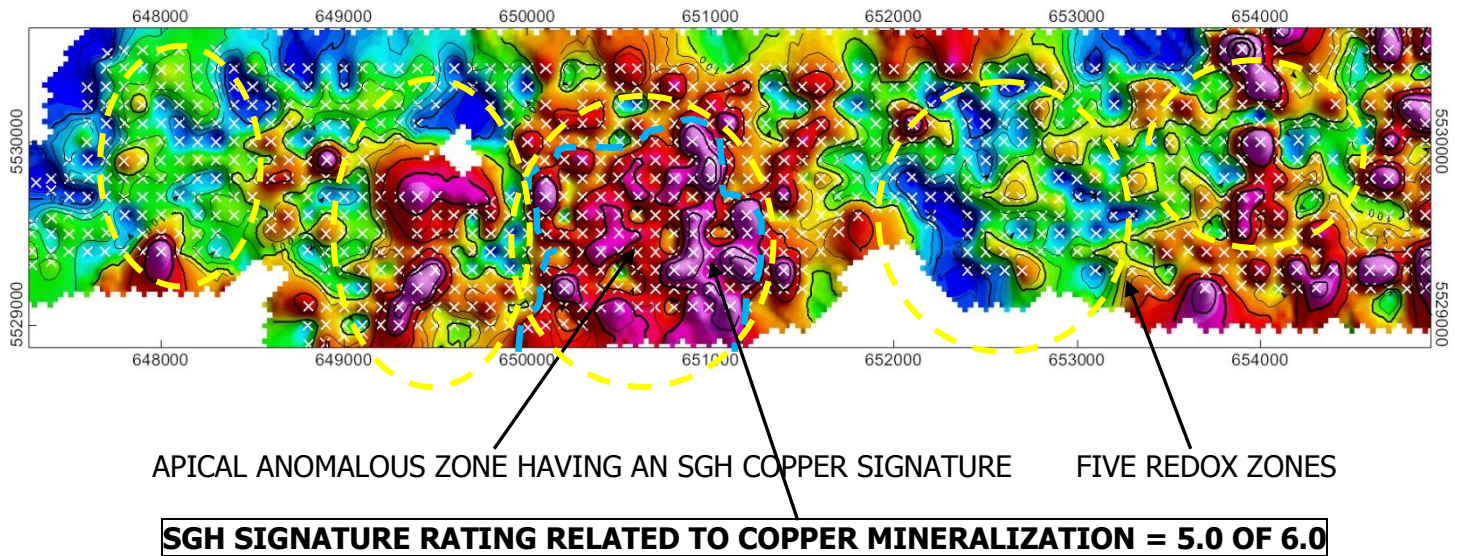 648000 649000 650000 651000 652000 653000 654000
5530000 5530000
5529000 5529000
648000 649000 650000 651000 652000 653000 654000
APICAL ANOMALOUS ZONE HAVING AN SGH COPPER SIGNATURE FIVE REDOX ZONES
SGH SIGNATURE RATING RELATED TO COPPER MINERALIZATION = 5.0 OF 6.0